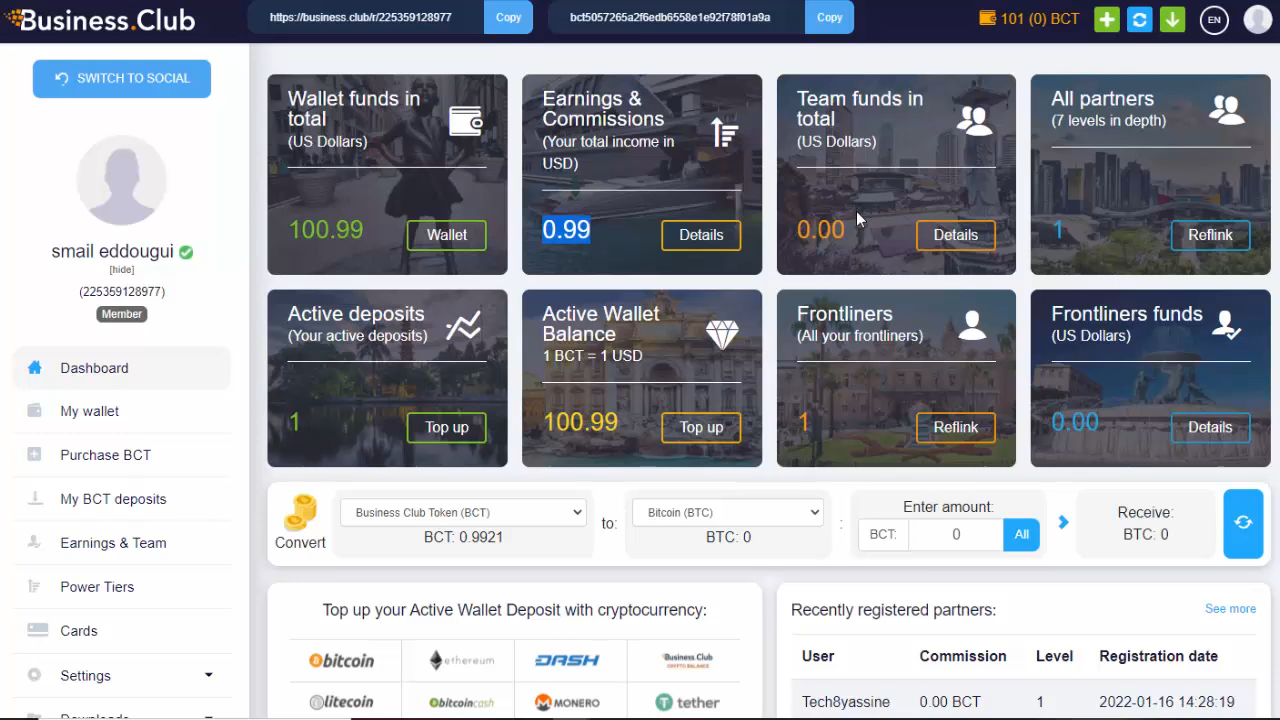 Business.Club
https://business.club/r/225359128977
Copy
bct5057265a2f6edb6558e1e92f78f01a9a
Copy
101 (0) BCT
EN
SWITCH TO SOCIAL
smail eddougui
[hide]
(225359128977)
Member
Dashboard
My wallet
Purchase BCT
My BCT deposits
Earnings & Team
Power Tiers
Cards
Settings
Downloads
Wallet funds in
total
(US Dollars)
100.99
Wallet
Earnings &
Commissions
(Your total income in
USD)
0.99
Details
Team funds in
total
(US Dollars)
0.00
Details
All partners
(7 levels in depth)
1
Reflink
Active deposits
(Your active deposits)
1
Top up
Active Wallet
Balance
1 BCT = 1 USD
100.99
Top up
Frontliners
(All your frontliners)
1
Reflink
Frontliners funds
(US Dollars)
0.00
Details
Convert
Business Club Token (BCT)
BCT: 0.9921
to:
Bitcoin (BTC)
BTC: 0
:
Enter amount:
BCT:
0
All
Receive:
BTC: 0
Top up your Active Wallet Deposit with cryptocurrency:
bitcoin
ethereum
DASH
Business.Club
CRYPTO BALANCE
litecoin
bitcoincash
MONERO
tether
Recently registered partners:
See more
User Commission Level Registration date
Tech8yassine 0.00 BCT 1 2022-01-16 14:28:19